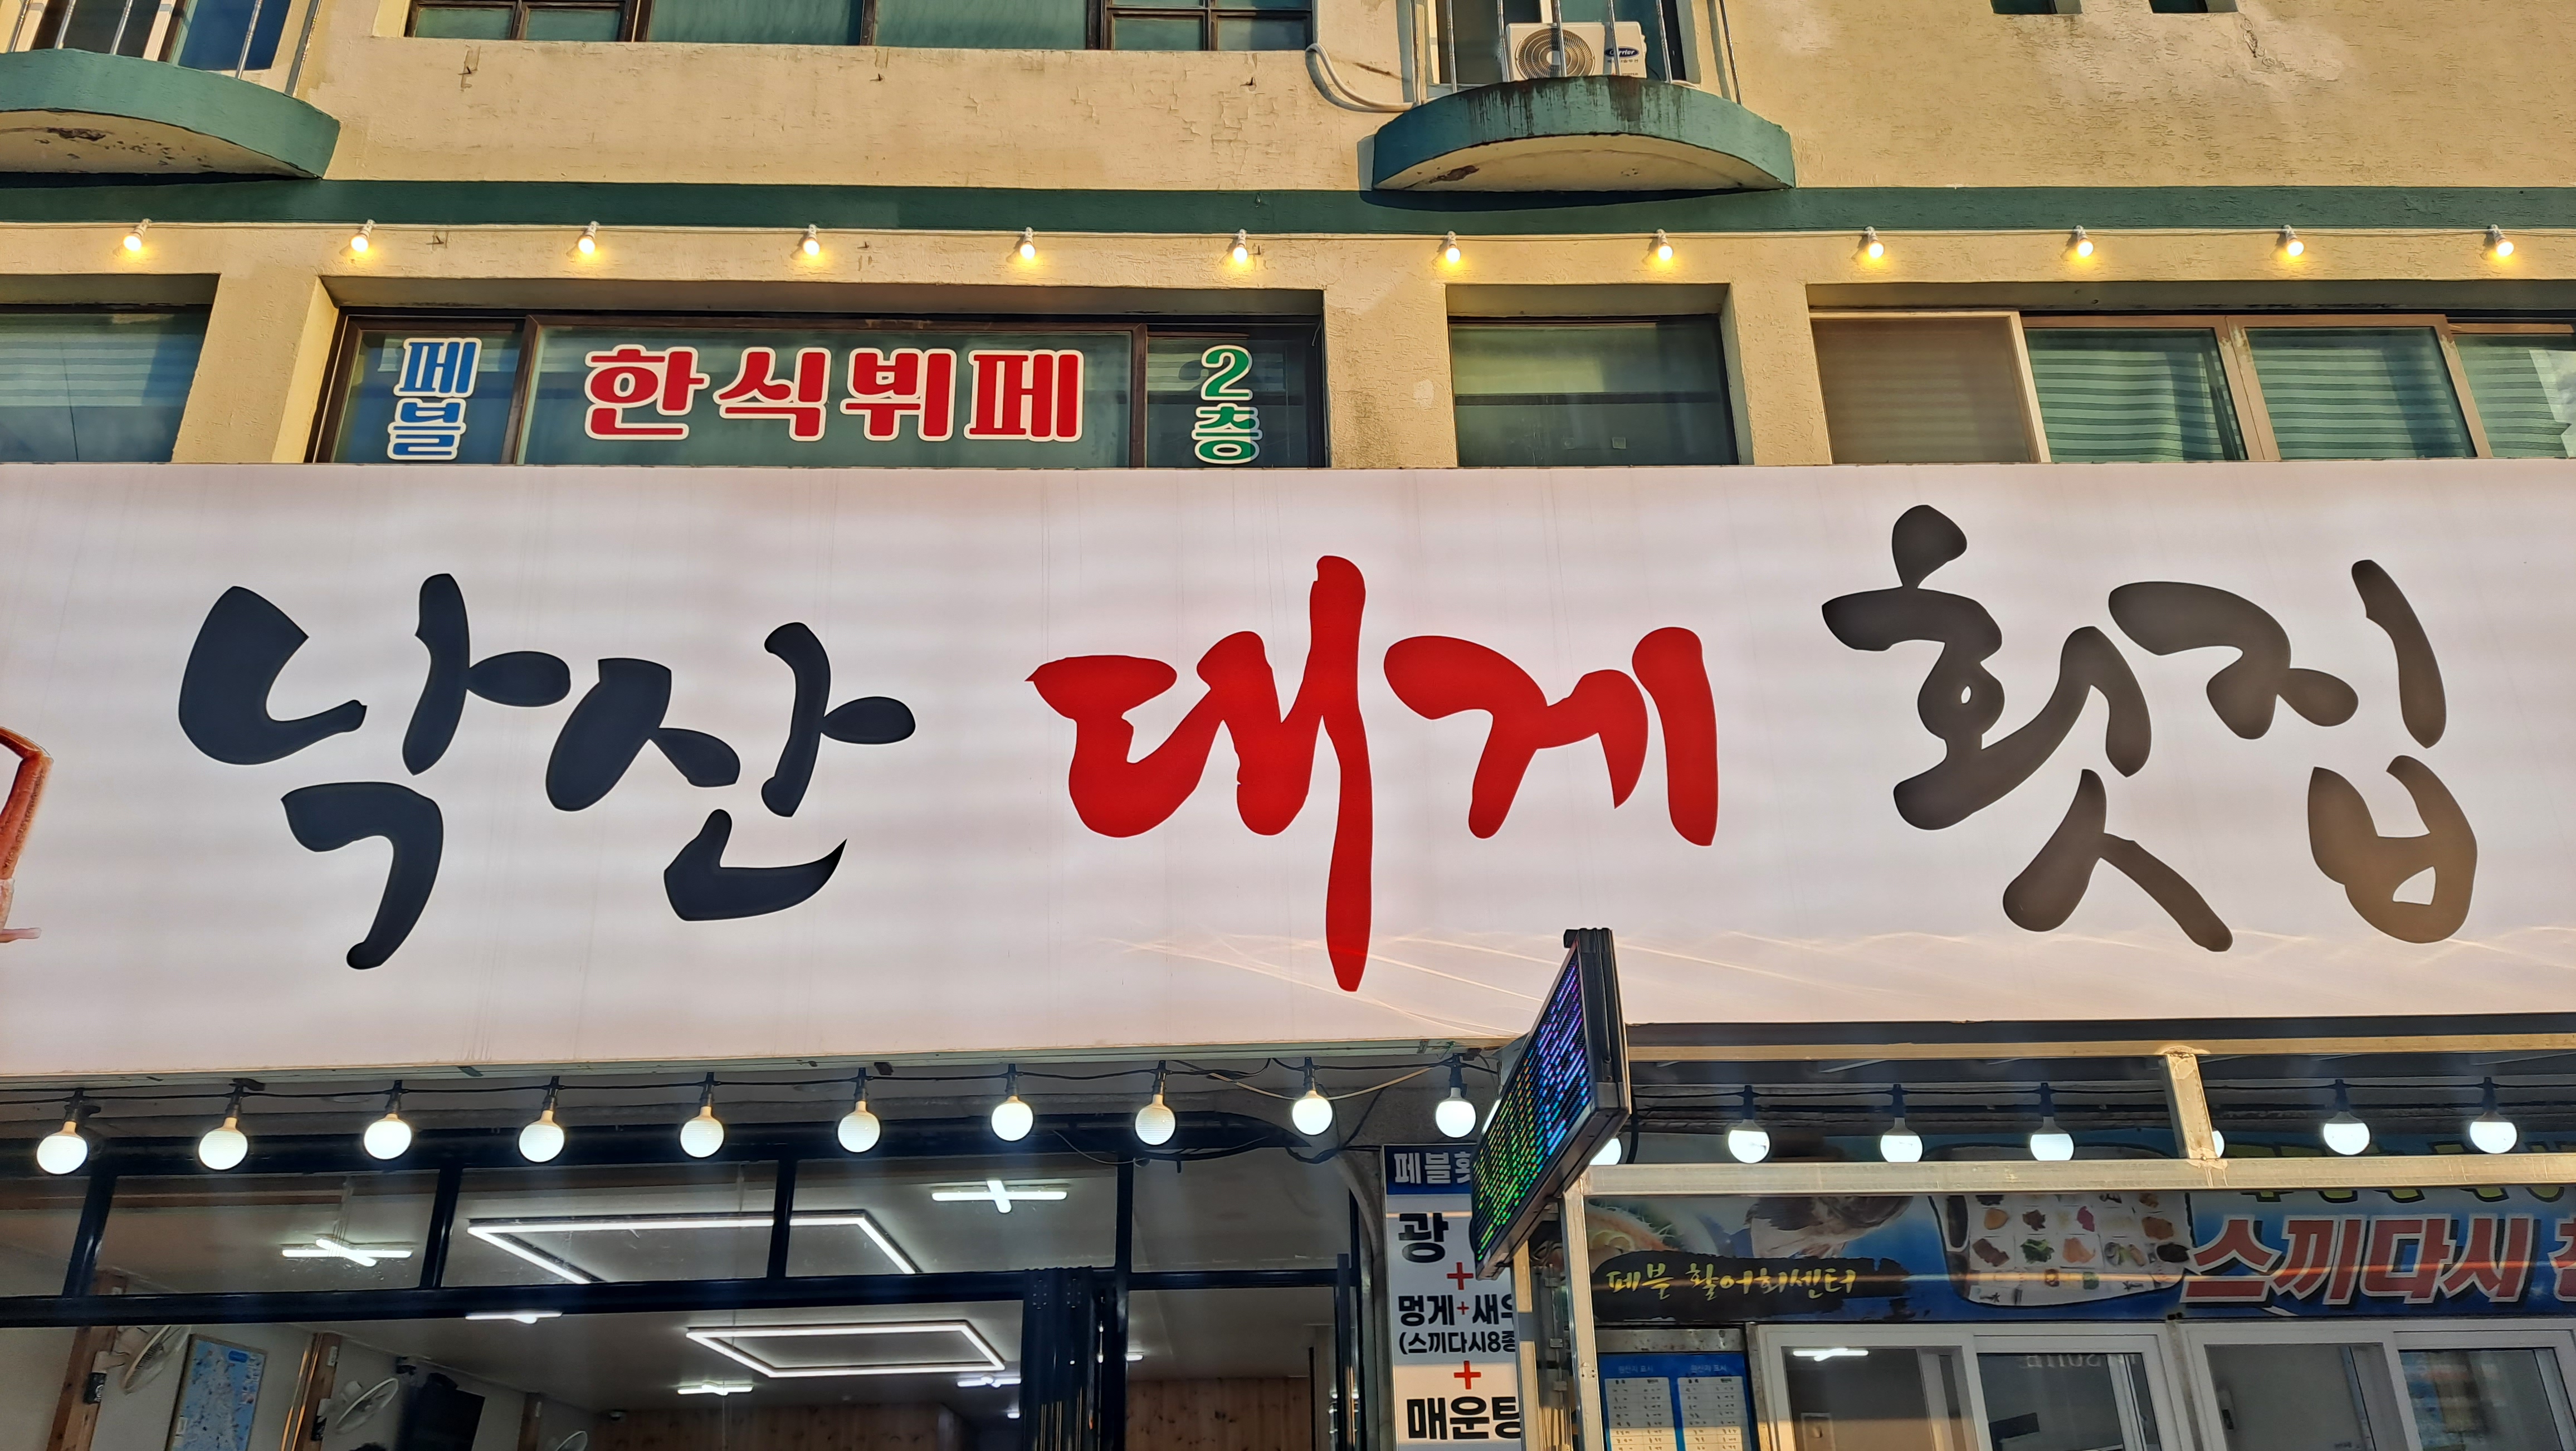 Carrier
페블
한식뷔페
2층
낙산 대게 횟집
페블
광
+
멍게+새우
(스끼다시8종
+
매운탕
페블 활어회센터
스끼다시